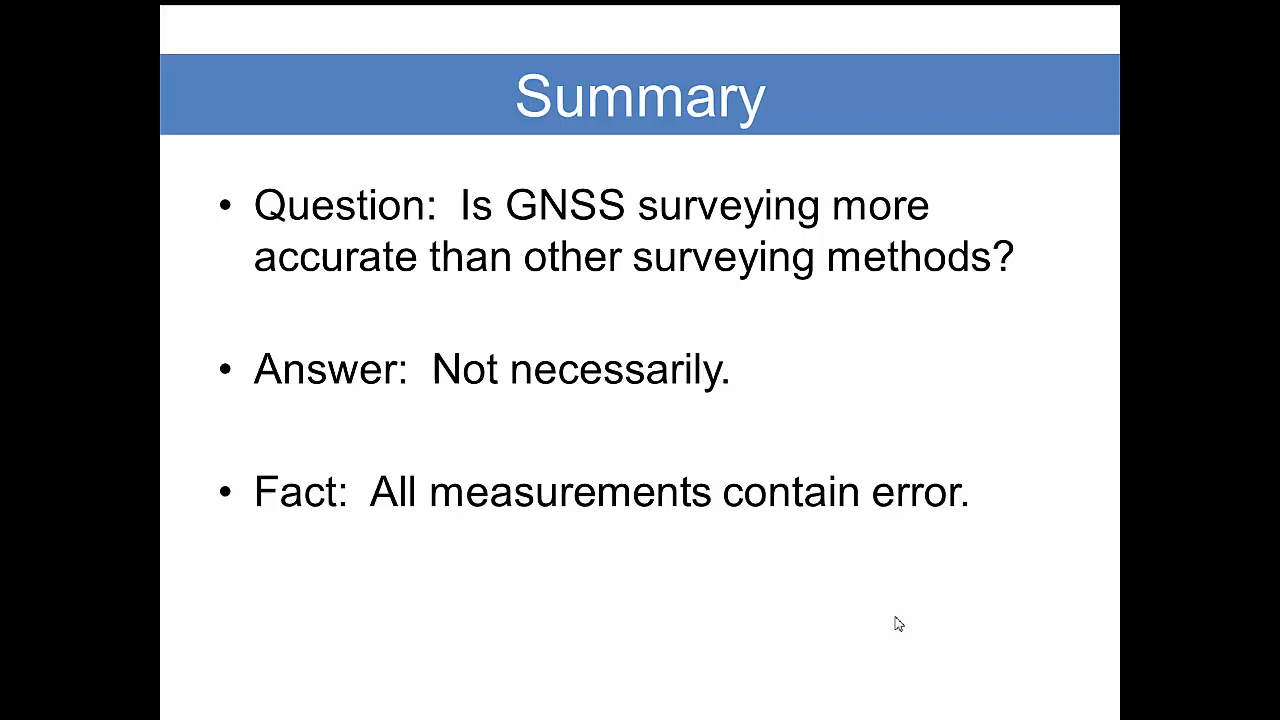 Summary
• Question:  Is GNSS surveying more
accurate than other surveying methods?
• Answer:  Not necessarily.
• Fact:  All measurements contain error.